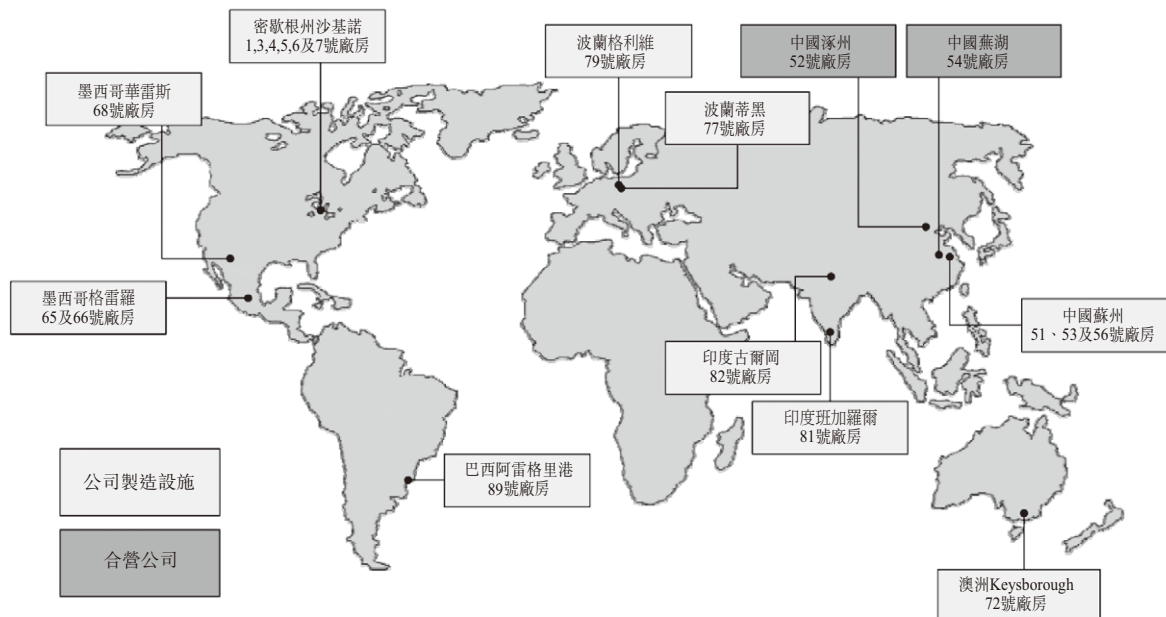 密歇根州沙基諾
1,3,4,5,6及7號廠房
波蘭格利維
79號廠房
中國涿州
52號廠房
中國蕪湖
54號廠房
墨西哥華雷斯
68號廠房
波蘭蒂黑
77號廠房
墨西哥格雷羅
65及66號廠房
中國蘇州
51、53及56號廠房
印度古爾岡
82號廠房
印度班加羅爾
81號廠房
公司製造設施
巴西阿雷格里港
89號廠房
合營公司
澳洲Keysborough
72號廠房